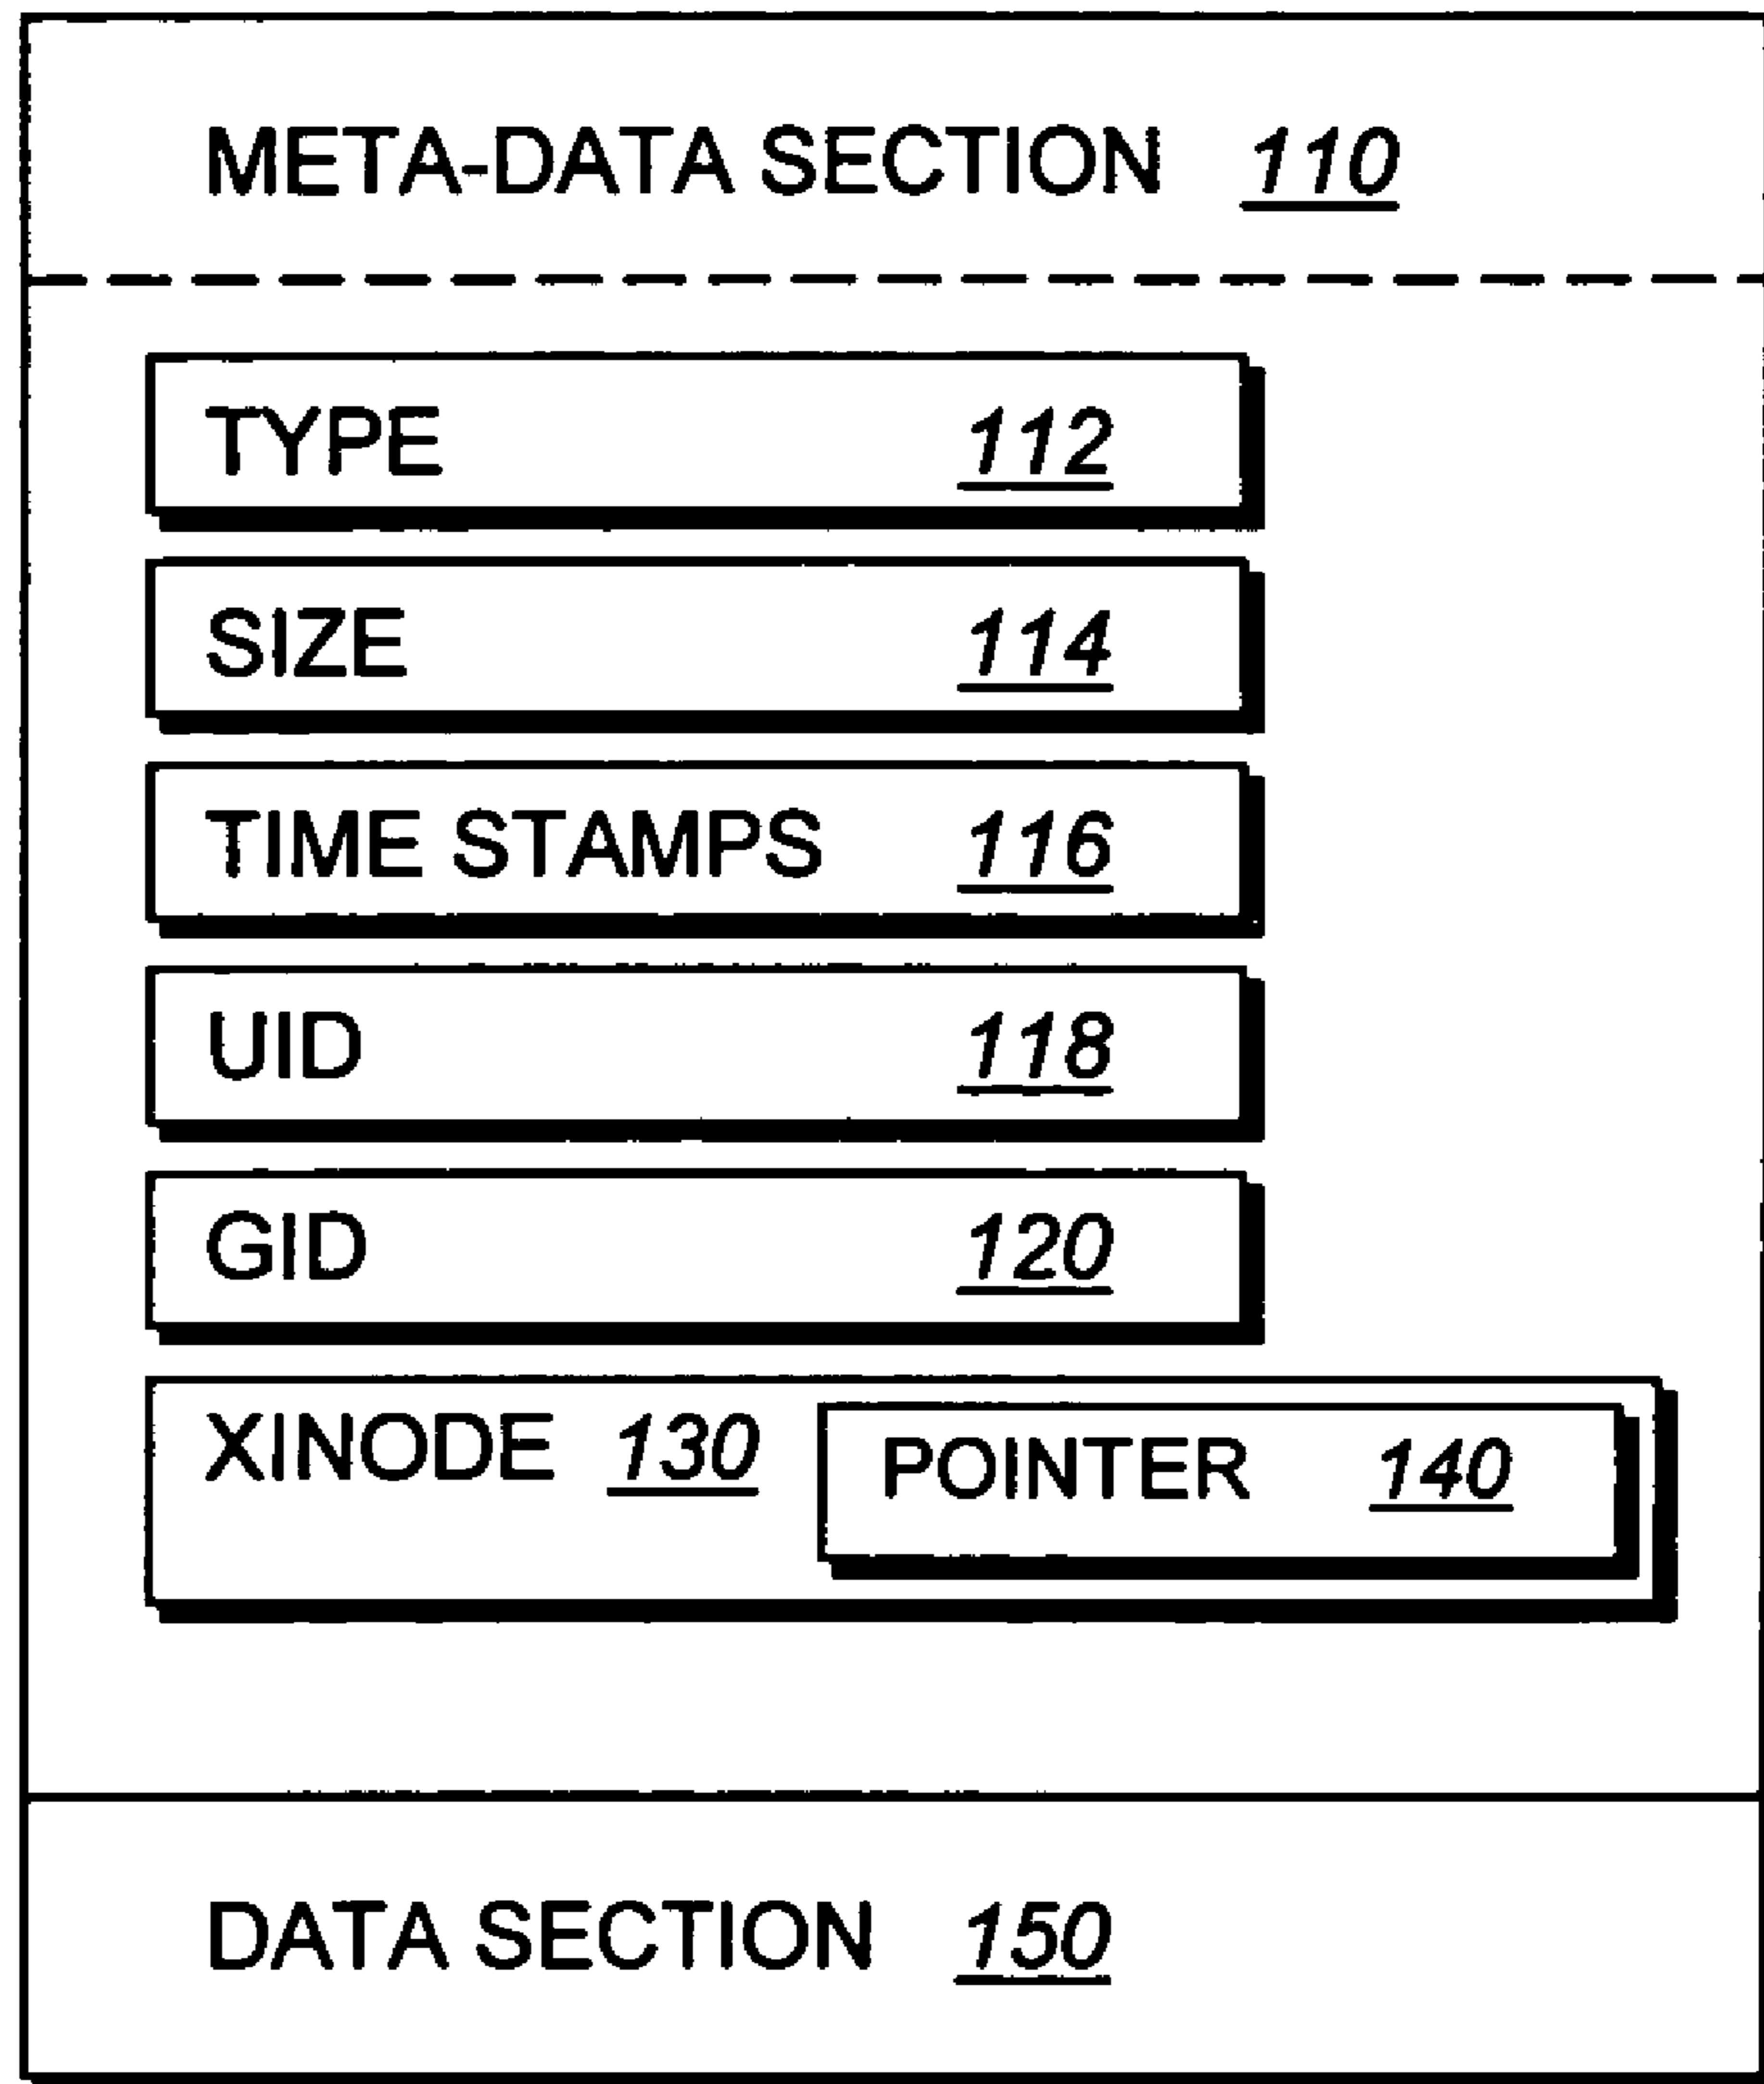 META-DATA SECTION 110
TYPE 112
SIZE 114
TIME STAMPS 116
UID 118
GID 120
XINODE 130 POINTER 140
DATA SECTION 150